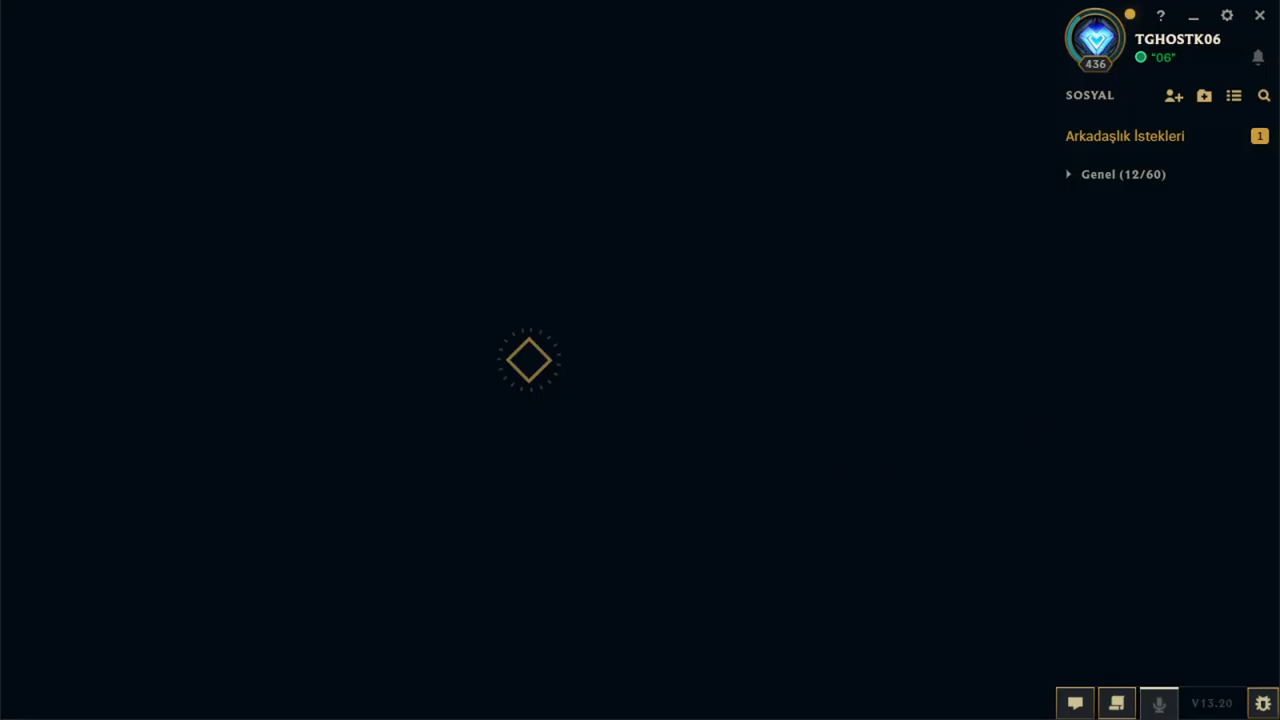 ?
TGHOSTK06
"06"
436
SOSYAL
Arkadaşlık İstekleri
1
Genel (12/60)
V13.20